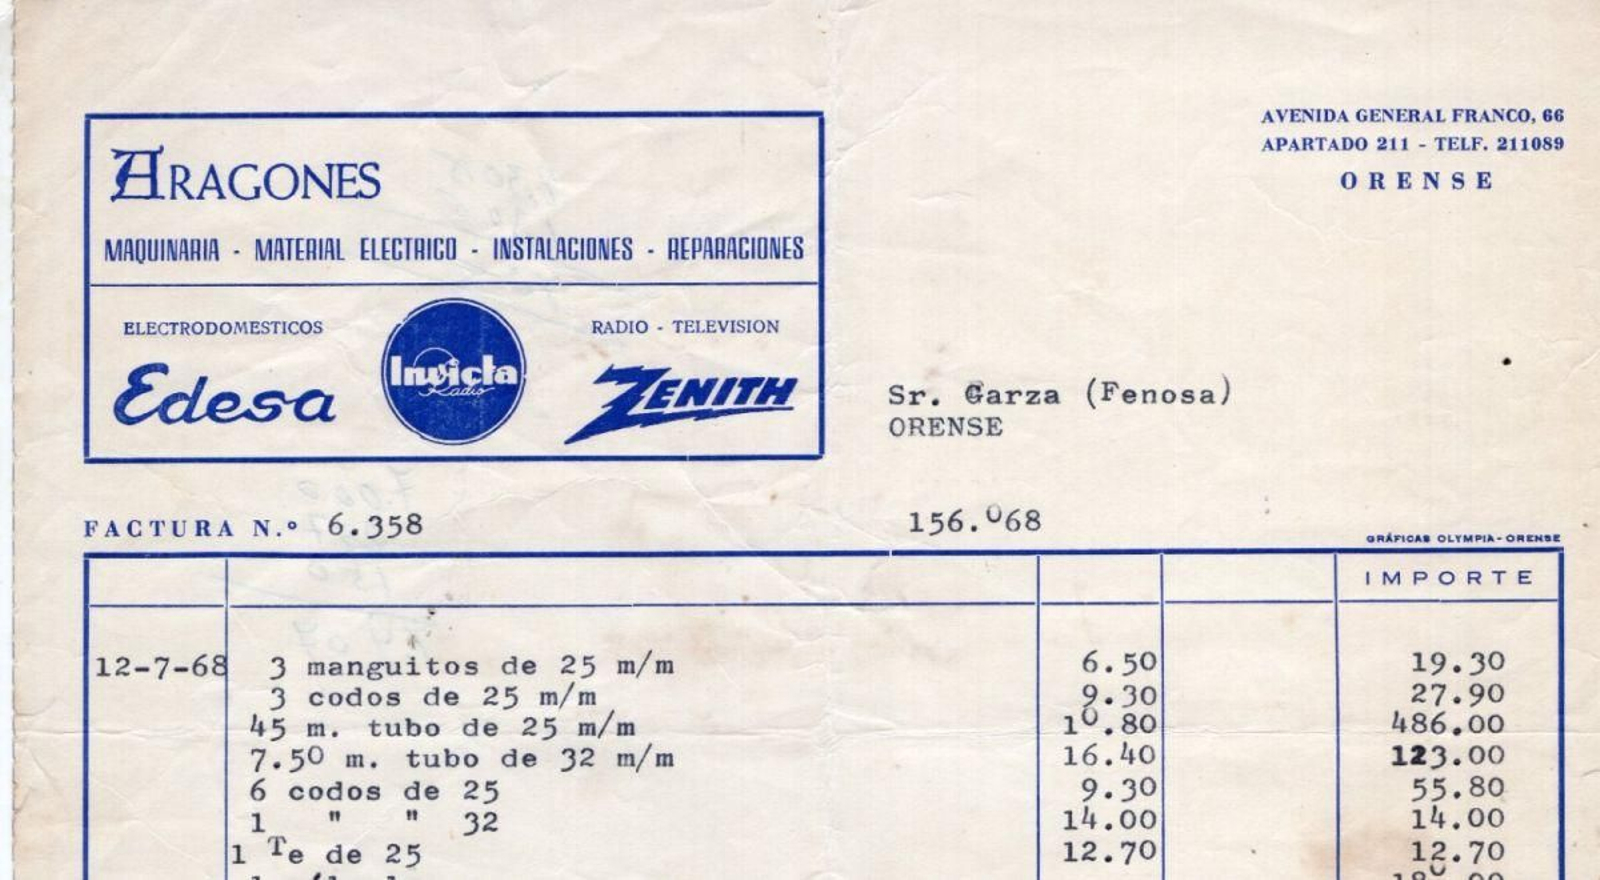 ARAGONES
MAQUINARIA - MATERIAL ELECTRICO - INSTALACIONES - REPARACIONES
ELECTRODOMESTICOS
Edesa
Invicta
Radio
RADIO - TELEVISION
ZENITH
AVENIDA GENERAL FRANCO, 66
APARTADO 211 - TELF. 211089
ORENSE
Sr. Garza (Fenosa)
ORENSE
FACTURA N.º 6.358
156.068
GRÁFICAS OLYMPIA-ORENSE
IMPORTE
12-7-68 3 manguitos de 25 m/m 6.50 19.30
3 codos de 25 m/m 9.30 27.90
45 m. tubo de 25 m/m 10.80 486.00
7.50 m. tubo de 32 m/m 16.40 123.00
6 codos de 25 9.30 55.80
1 " " 32 14.00 14.00
1 Te de 25 12.70 12.70